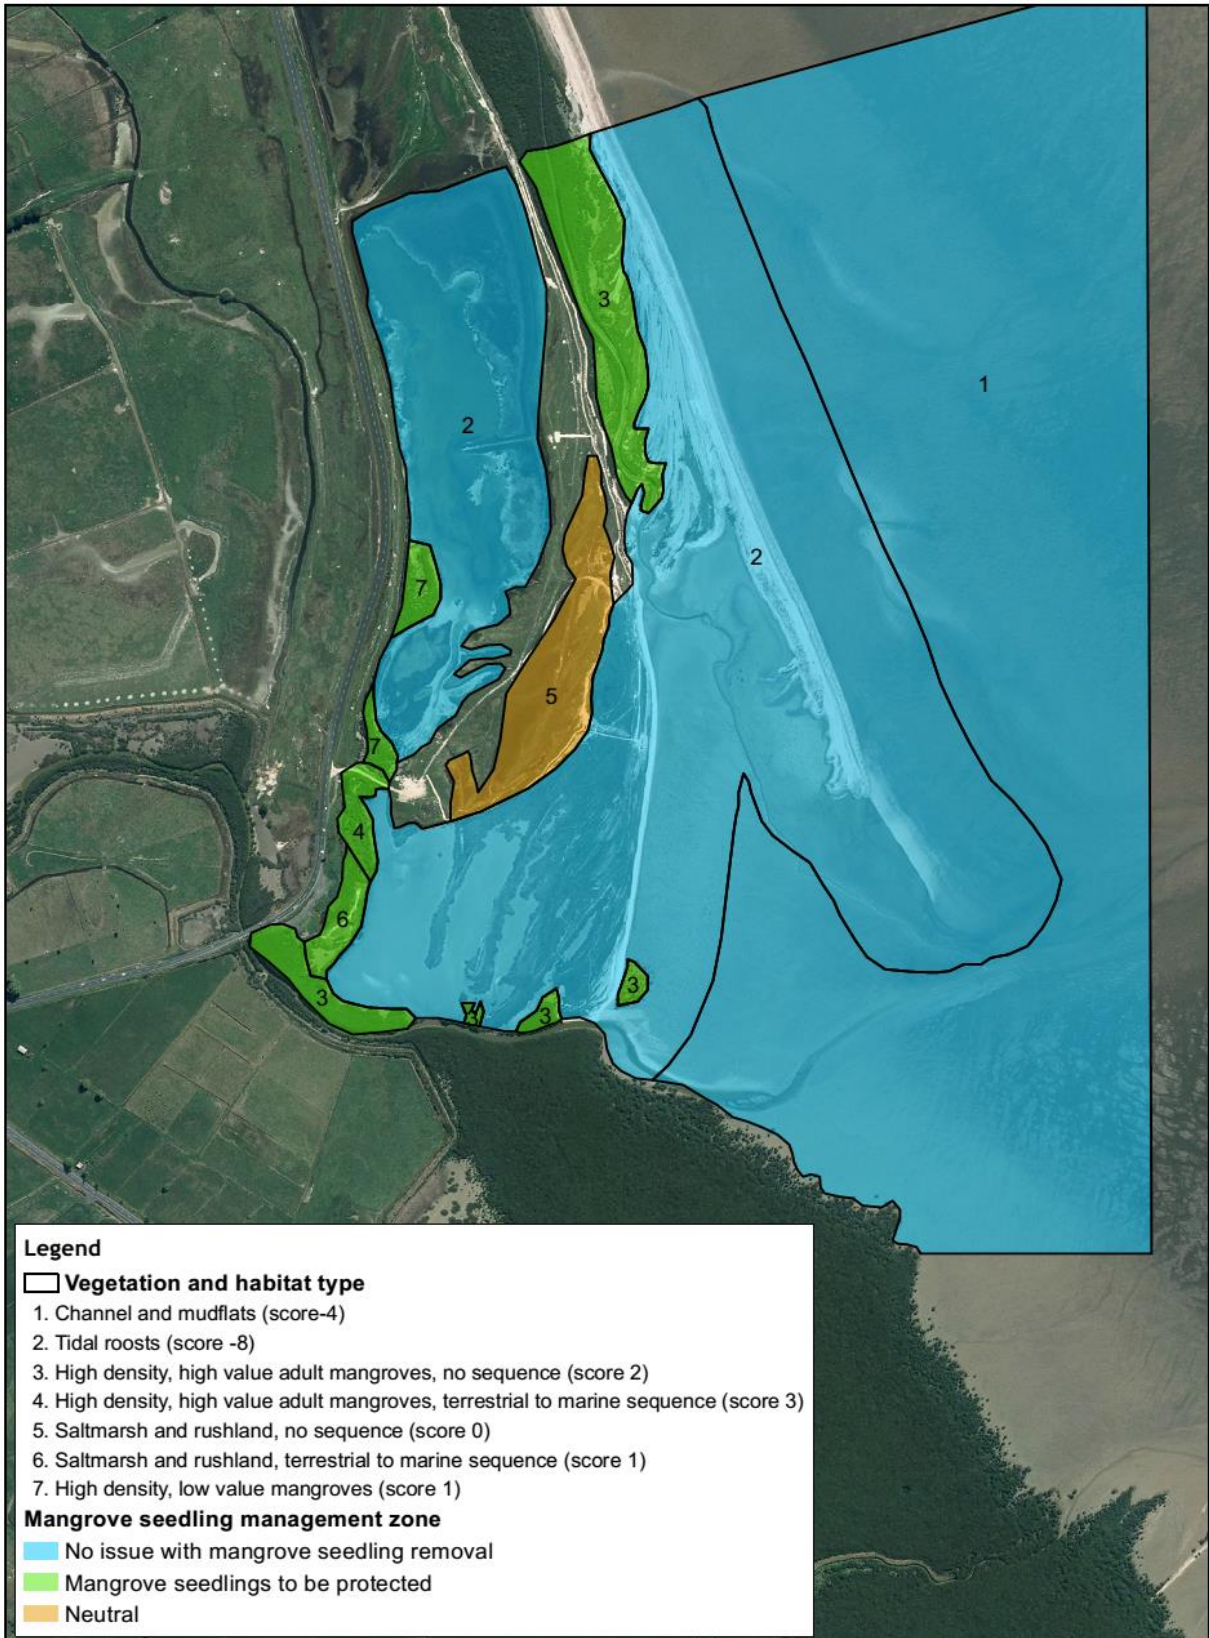 3
1
2
2
7
5
7
4
6
3
3
3
3
Legend
Vegetation and habitat type
1. Channel and mudflats (score-4)
2. Tidal roosts (score -8)
3. High density, high value adult mangroves, no sequence (score 2)
4. High density, high value adult mangroves, terrestrial to marine sequence (score 3)
5. Saltmarsh and rushland, no sequence (score 0)
6. Saltmarsh and rushland, terrestrial to marine sequence (score 1)
7. High density, low value mangroves (score 1)
Mangrove seedling management zone
No issue with mangrove seedling removal
Mangrove seedlings to be protected
Neutral